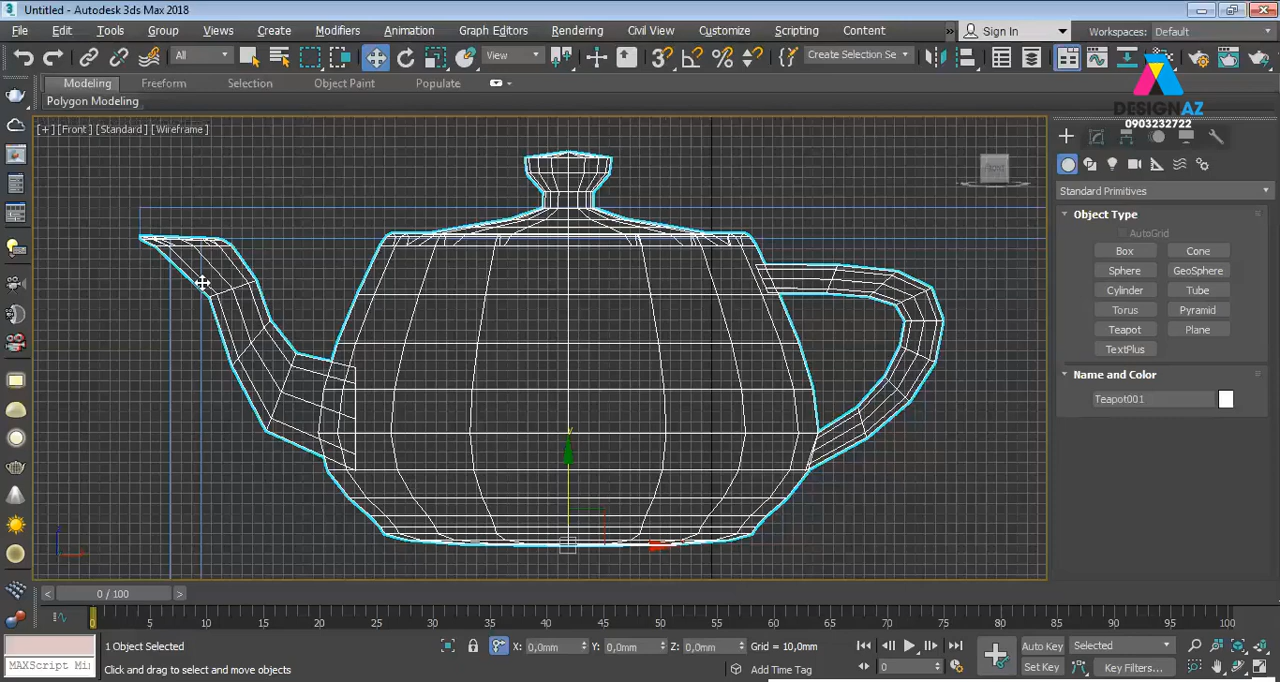 Untitled - Autodesk 3ds Max 2018
File Edit Tools Group Views Create Modifiers Animation Graph Editors Rendering Civil View Customize Scripting Content » Sign In Workspaces: Default
All View Create Selection Se
Modeling Freeform Selection Object Paint Populate
Polygon Modeling
DESIGNAZ
0903232722
[+] [Front] [Standard] [Wireframe]
Standard Primitives
Object Type
AutoGrid
Box Cone
Sphere GeoSphere
Cylinder Tube
Torus Pyramid
Teapot Plane
TextPlus
Name and Color
Teapot001
< 0 / 100 >
0 5 10 15 20 25 30 35 40 45 50 55 60 65 70 75 80 85 90 95 100
1 Object Selected X: 0,0mm Y: 0,0mm Z: 0,0mm Grid = 10,0mm Auto Key Selected
MAXScript Mi Click and drag to select and move objects Add Time Tag 0 Set Key Key Filters...